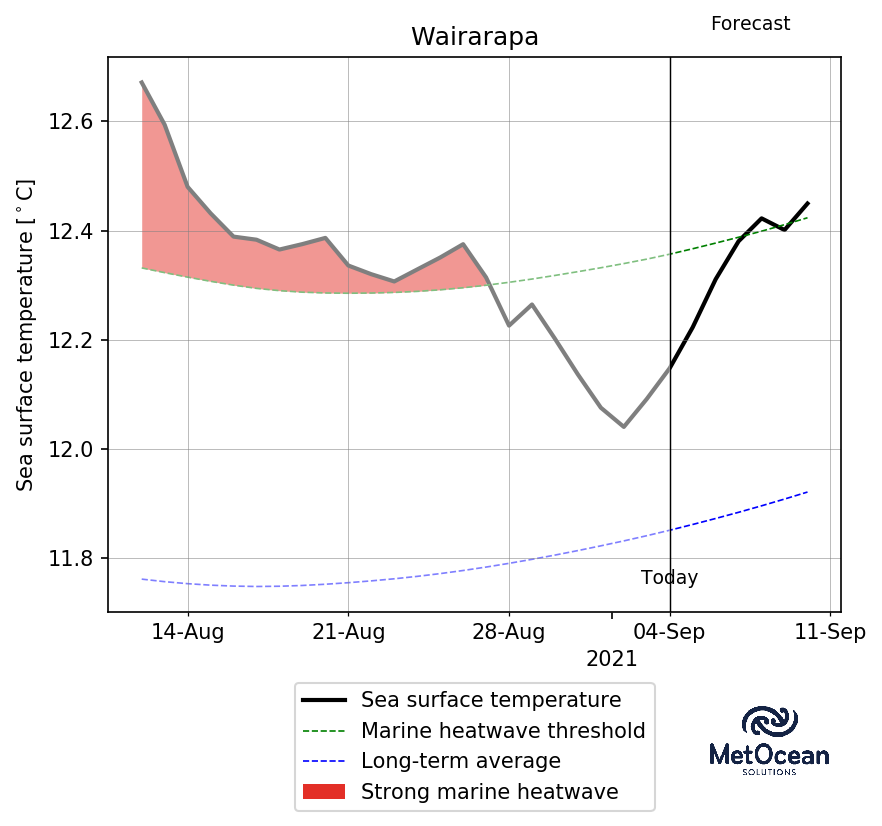 Forecast
Wairarapa
Sea surface temperature [°C]
12.6
12.4
12.2
12.0
11.8
Today
14-Aug 21-Aug 28-Aug 04-Sep 11-Sep
2021
Sea surface temperature
Marine heatwave threshold
Long-term average
Strong marine heatwave
MetOcean
SOLUTIONS